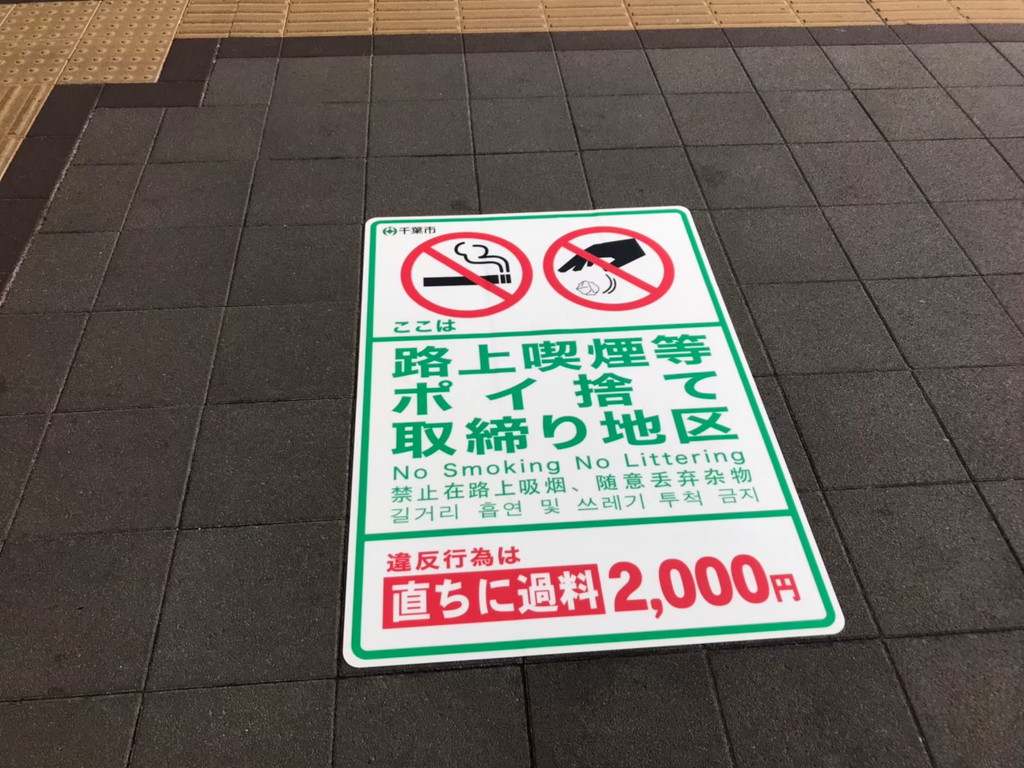 千葉市
ここは
路上喫煙等
ポイ捨て
取締り地区
No Smoking No Littering
禁止在路上吸烟、随意丢弃杂物
길거리 흡연 및 쓰레기 투척 금지
違反行為は
直ちに過料2,000円